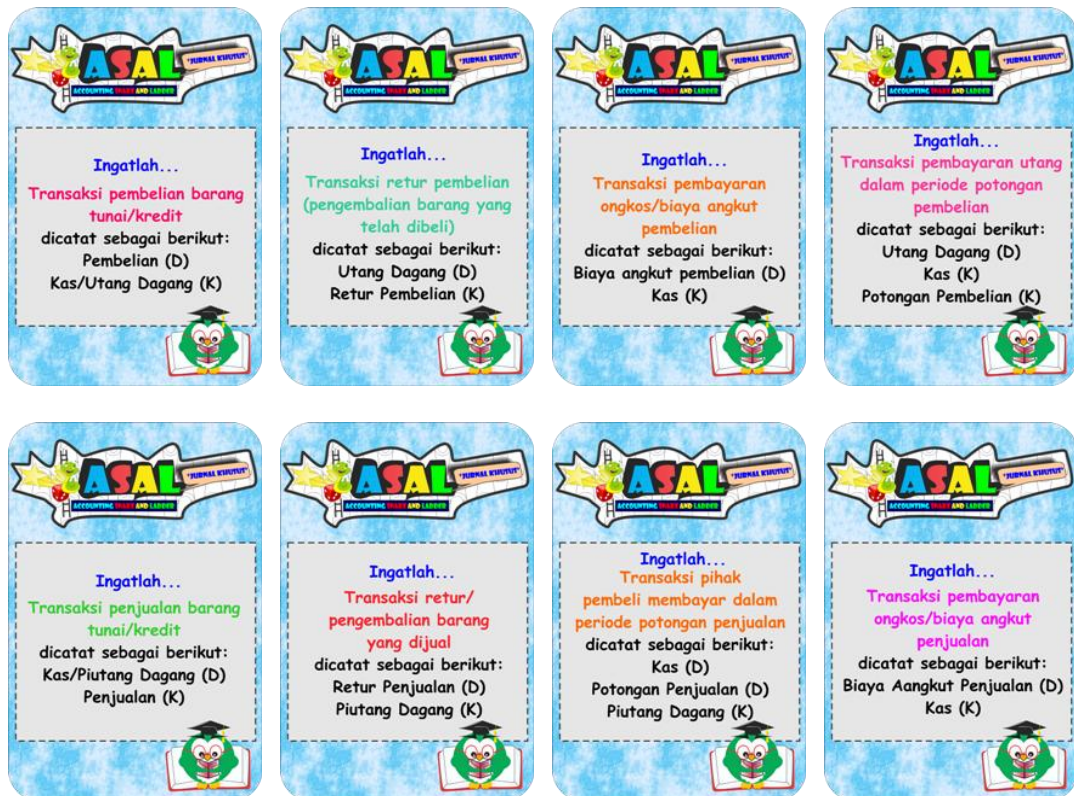 ASAL
"JURNAL KHUSUS"
ACCOUNTING SNAKE AND LADDER
Ingatlah...
Transaksi pembelian barang
tunai/kredit
dicatat sebagai berikut:
Pembelian (D)
Kas/Utang Dagang (K)
ASAL
"JURNAL KHUSUS"
ACCOUNTING SNAKE AND LADDER
Ingatlah...
Transaksi retur pembelian
(pengembalian barang yang
telah dibeli)
dicatat sebagai berikut:
Utang Dagang (D)
Retur Pembelian (K)
ASAL
"JURNAL KHUSUS"
ACCOUNTING SNAKE AND LADDER
Ingatlah...
Transaksi pembayaran
ongkos/biaya angkut
pembelian
dicatat sebagai berikut:
Biaya angkut pembelian (D)
Kas (K)
ASAL
"JURNAL KHUSUS"
ACCOUNTING SNAKE AND LADDER
Ingatlah...
Transaksi pembayaran utang
dalam periode potongan
pembelian
dicatat sebagai berikut:
Utang Dagang (D)
Kas (K)
Potongan Pembelian (K)
ASAL
"JURNAL KHUSUS"
ACCOUNTING SNAKE AND LADDER
Ingatlah...
Transaksi penjualan barang
tunai/kredit
dicatat sebagai berikut:
Kas/Piutang Dagang (D)
Penjualan (K)
ASAL
"JURNAL KHUSUS"
ACCOUNTING SNAKE AND LADDER
Ingatlah...
Transaksi retur/
pengembalian barang
yang dijual
dicatat sebagai berikut:
Retur Penjualan (D)
Piutang Dagang (K)
ASAL
"JURNAL KHUSUS"
ACCOUNTING SNAKE AND LADDER
Ingatlah...
Transaksi pihak
pembeli membayar dalam
periode potongan penjualan
dicatat sebagai berikut:
Kas (D)
Potongan Penjualan (D)
Piutang Dagang (K)
ASAL
"JURNAL KHUSUS"
ACCOUNTING SNAKE AND LADDER
Ingatlah...
Transaksi pembayaran
ongkos/biaya angkut
penjualan
dicatat sebagai berikut:
Biaya Aangkut Penjualan (D)
Kas (K)